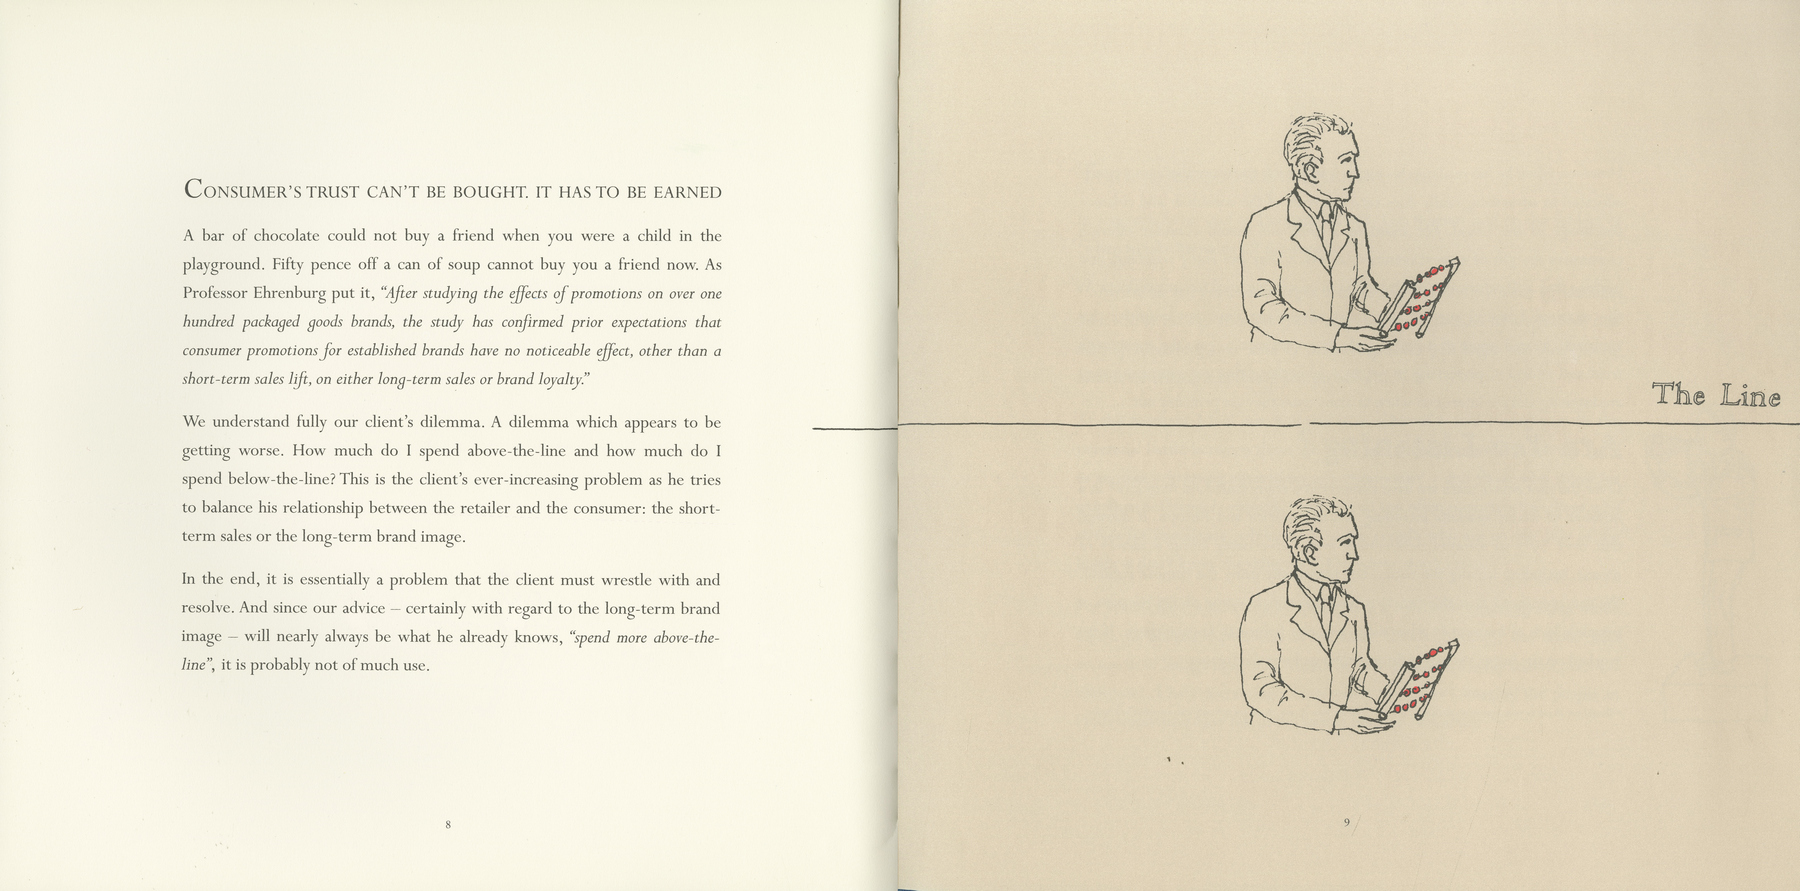 CONSUMER’S TRUST CAN’T BE BOUGHT. IT HAS TO BE EARNED
A bar of chocolate could not buy a friend when you were a child in the
playground. Fifty pence off a can of soup cannot buy you a friend now. As
Professor Ehrenburg put it, “After studying the effects of promotions on over one
hundred packaged goods brands, the study has confirmed prior expectations that
consumer promotions for established brands have no noticeable effect, other than a
short-term sales lift, on either long-term sales or brand loyalty.”
We understand fully our client’s dilemma. A dilemma which appears to be
getting worse. How much do I spend above-the-line and how much do I
spend below-the-line? This is the client’s ever-increasing problem as he tries
to balance his relationship between the retailer and the consumer: the short-
term sales or the long-term brand image.
In the end, it is essentially a problem that the client must wrestle with and
resolve. And since our advice – certainly with regard to the long-term brand
image – will nearly always be what he already knows, “spend more above-the-
line”, it is probably not of much use.
8
The Line
9